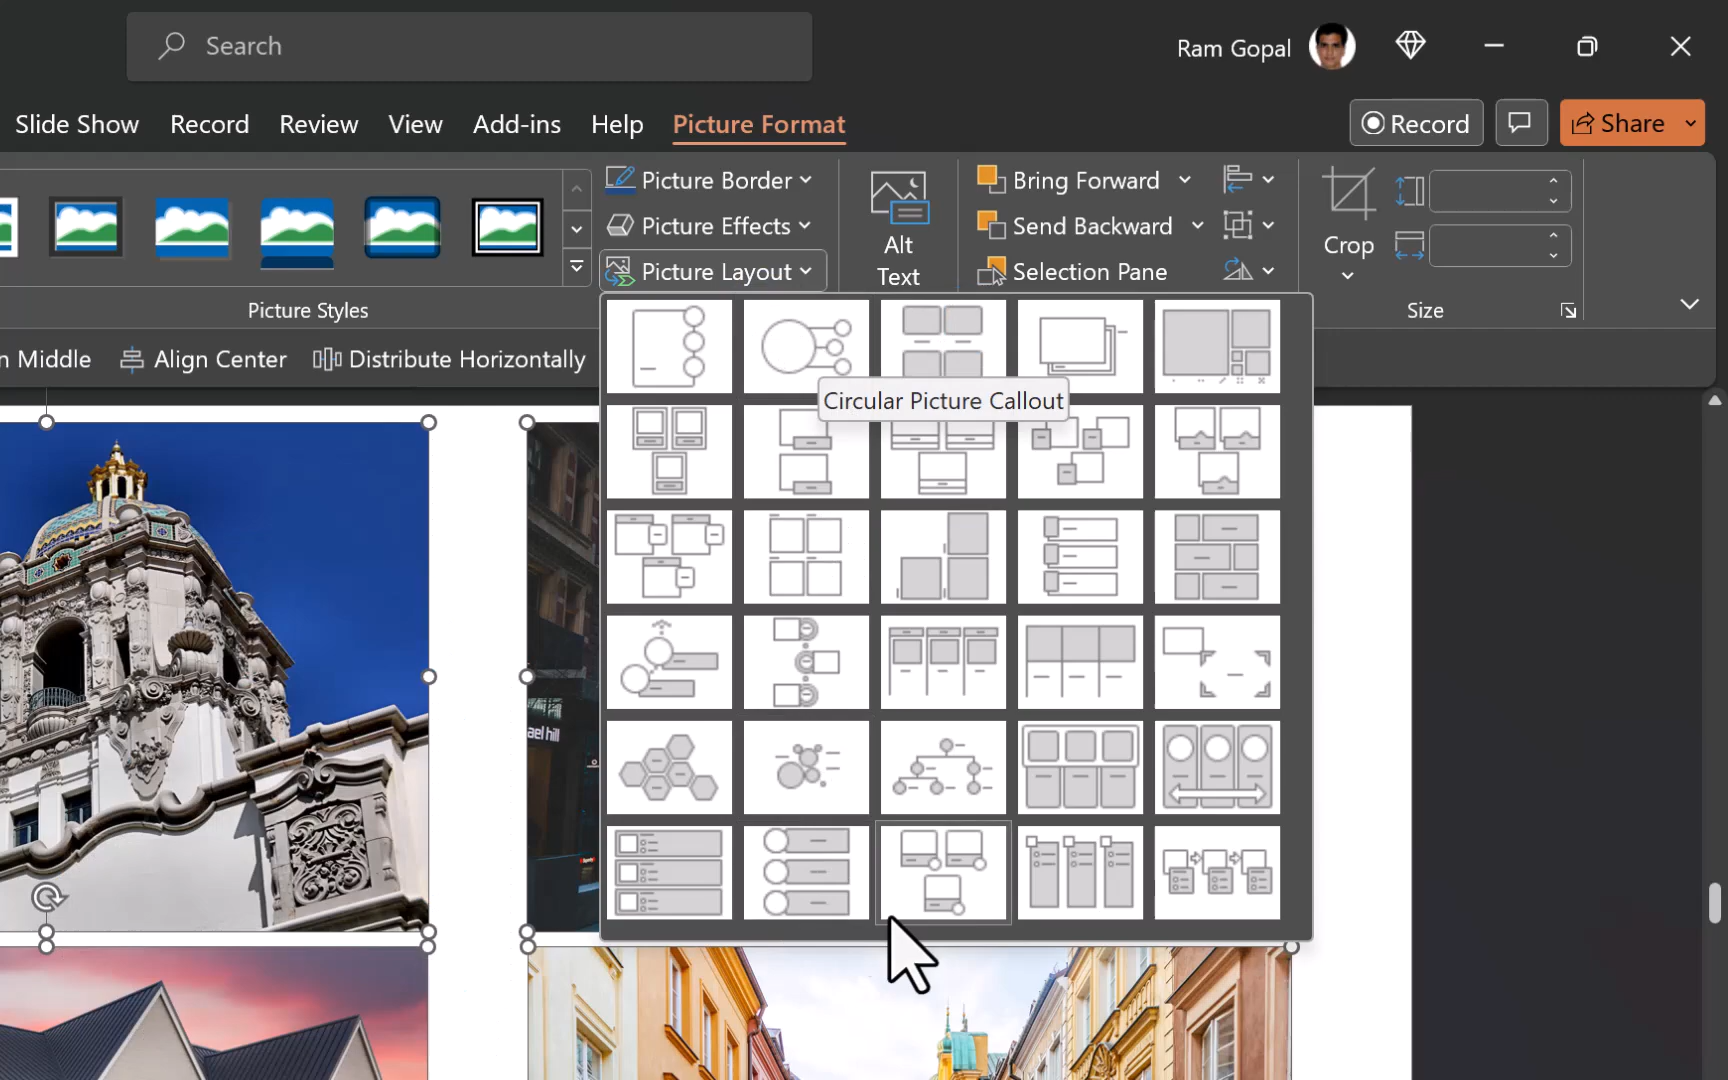 Search
Ram Gopal
Slide Show Record Review View Add-ins Help Picture Format
Record
Share
Picture Border
Picture Effects
Picture Layout
Picture Styles
Alt
Text
Bring Forward
Send Backward
Selection Pane
Crop
Size
n Middle Align Center Distribute Horizontally
Circular Picture Callout
ael hill